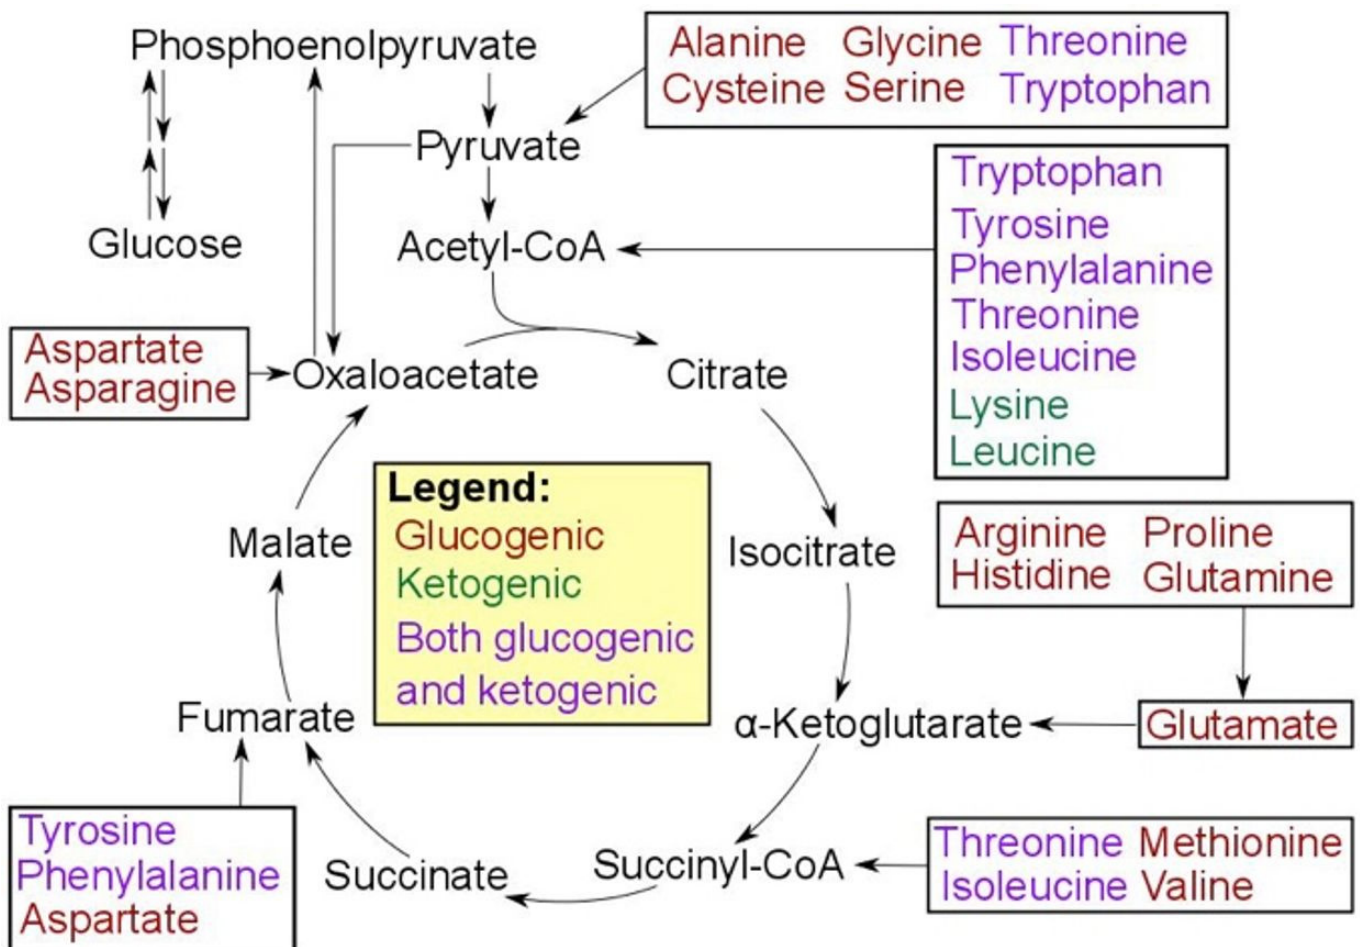 Phosphoenolpyruvate
Alanine Glycine Threonine
Cysteine Serine Tryptophan
Pyruvate
Glucose
Acetyl-CoA
Tryptophan
Tyrosine
Phenylalanine
Threonine
Isoleucine
Lysine
Leucine
Aspartate
Asparagine
Oxaloacetate
Citrate
Legend:
Glucogenic
Ketogenic
Both glucogenic
and ketogenic
Malate
Isocitrate
Arginine Proline
Histidine Glutamine
Fumarate
α-Ketoglutarate
Glutamate
Tyrosine
Phenylalanine
Aspartate
Succinate
Succinyl-CoA
Threonine Methionine
Isoleucine Valine